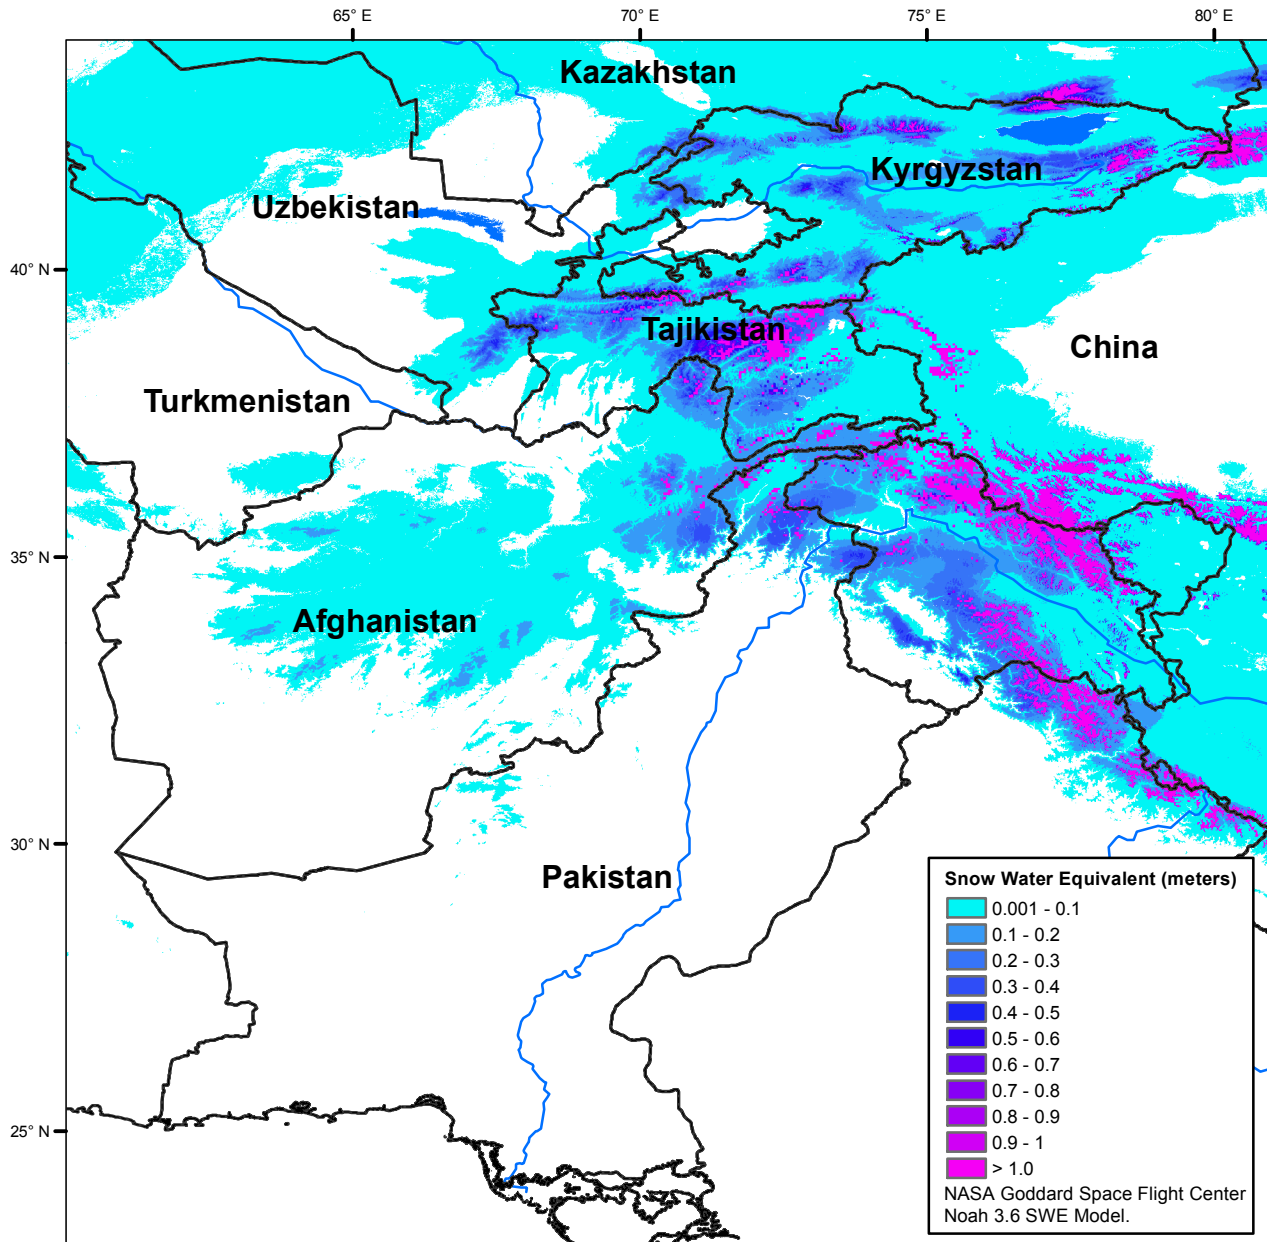 65° E
70° E
75° E
80° E
Kazakhstan
Kyrgyzstan
Uzbekistan
40° N
Tajikistan
China
Turkmenistan
35° N
Afghanistan
30° N
Pakistan
25° N
Snow Water Equivalent (meters)
0.001 - 0.1
0.1 - 0.2
0.2 - 0.3
0.3 - 0.4
0.4 - 0.5
0.5 - 0.6
0.6 - 0.7
0.7 - 0.8
0.8 - 0.9
0.9 - 1
> 1.0
NASA Goddard Space Flight Center
Noah 3.6 SWE Model.